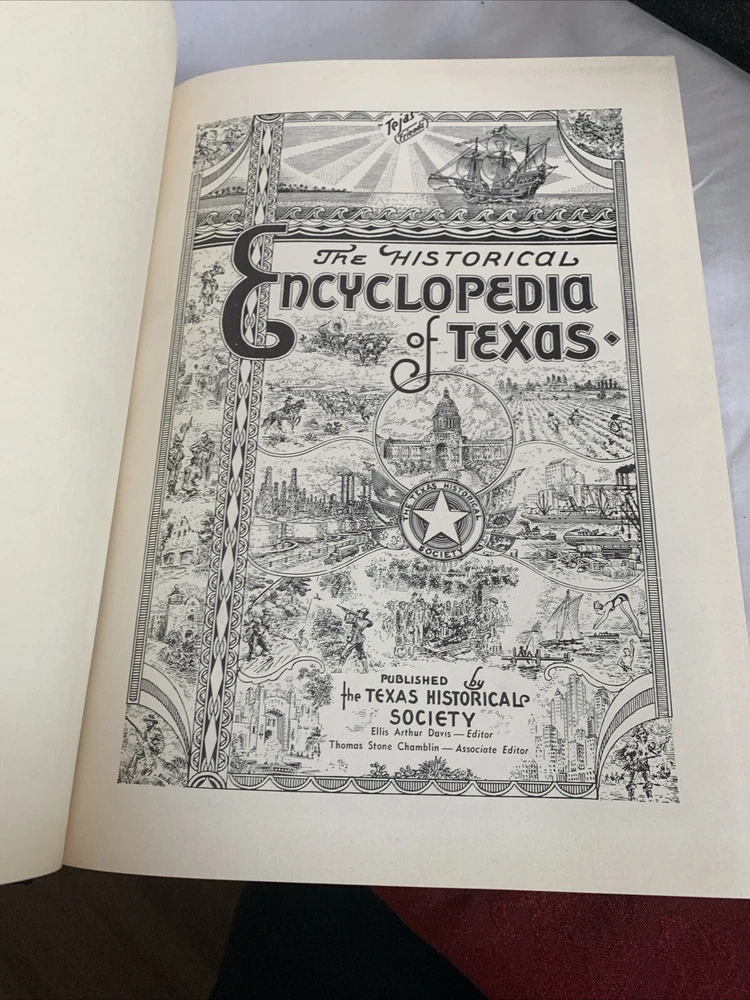 "Tejas"
Friends
The HISTORICAL
ENCYCLOPEDIA
of TEXAS
THE TEXAS HISTORICAL
SOCIETY
PUBLISHED by
the TEXAS HISTORICAL
SOCIETY
Ellis Arthur Davis — Editor
Thomas Stone Chamblin — Associate Editor